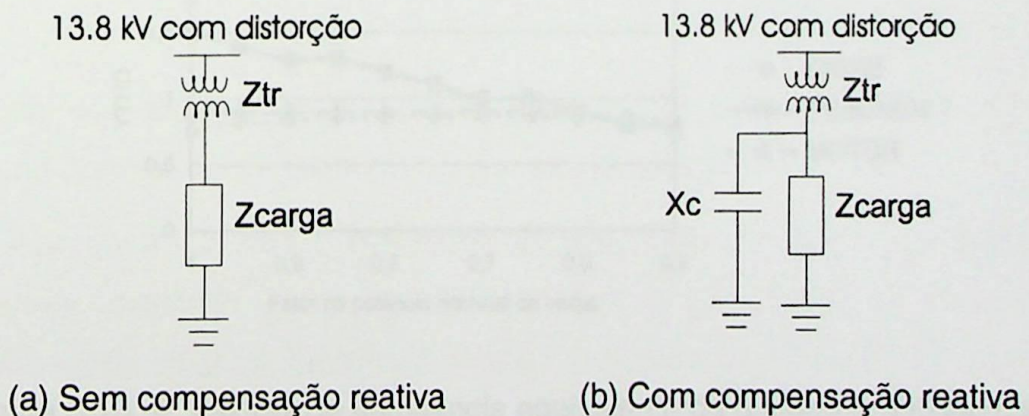 13.8 kV com distorção
Ztr
Zcarga
(a) Sem compensação reativa
13.8 kV com distorção
Ztr
Xc
Zcarga
(b) Com compensação reativa